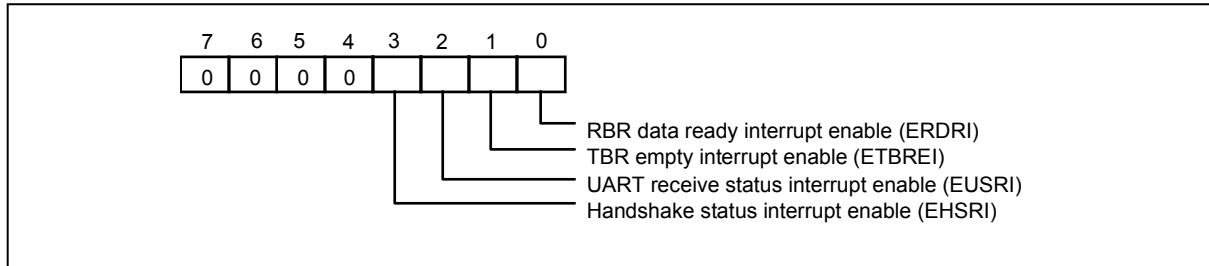 7 6 5 4 3 2 1 0
0 0 0 0
RBR data ready interrupt enable (ERDRI)
TBR empty interrupt enable (ETBREI)
UART receive status interrupt enable (EUSRI)
Handshake status interrupt enable (EHSRI)